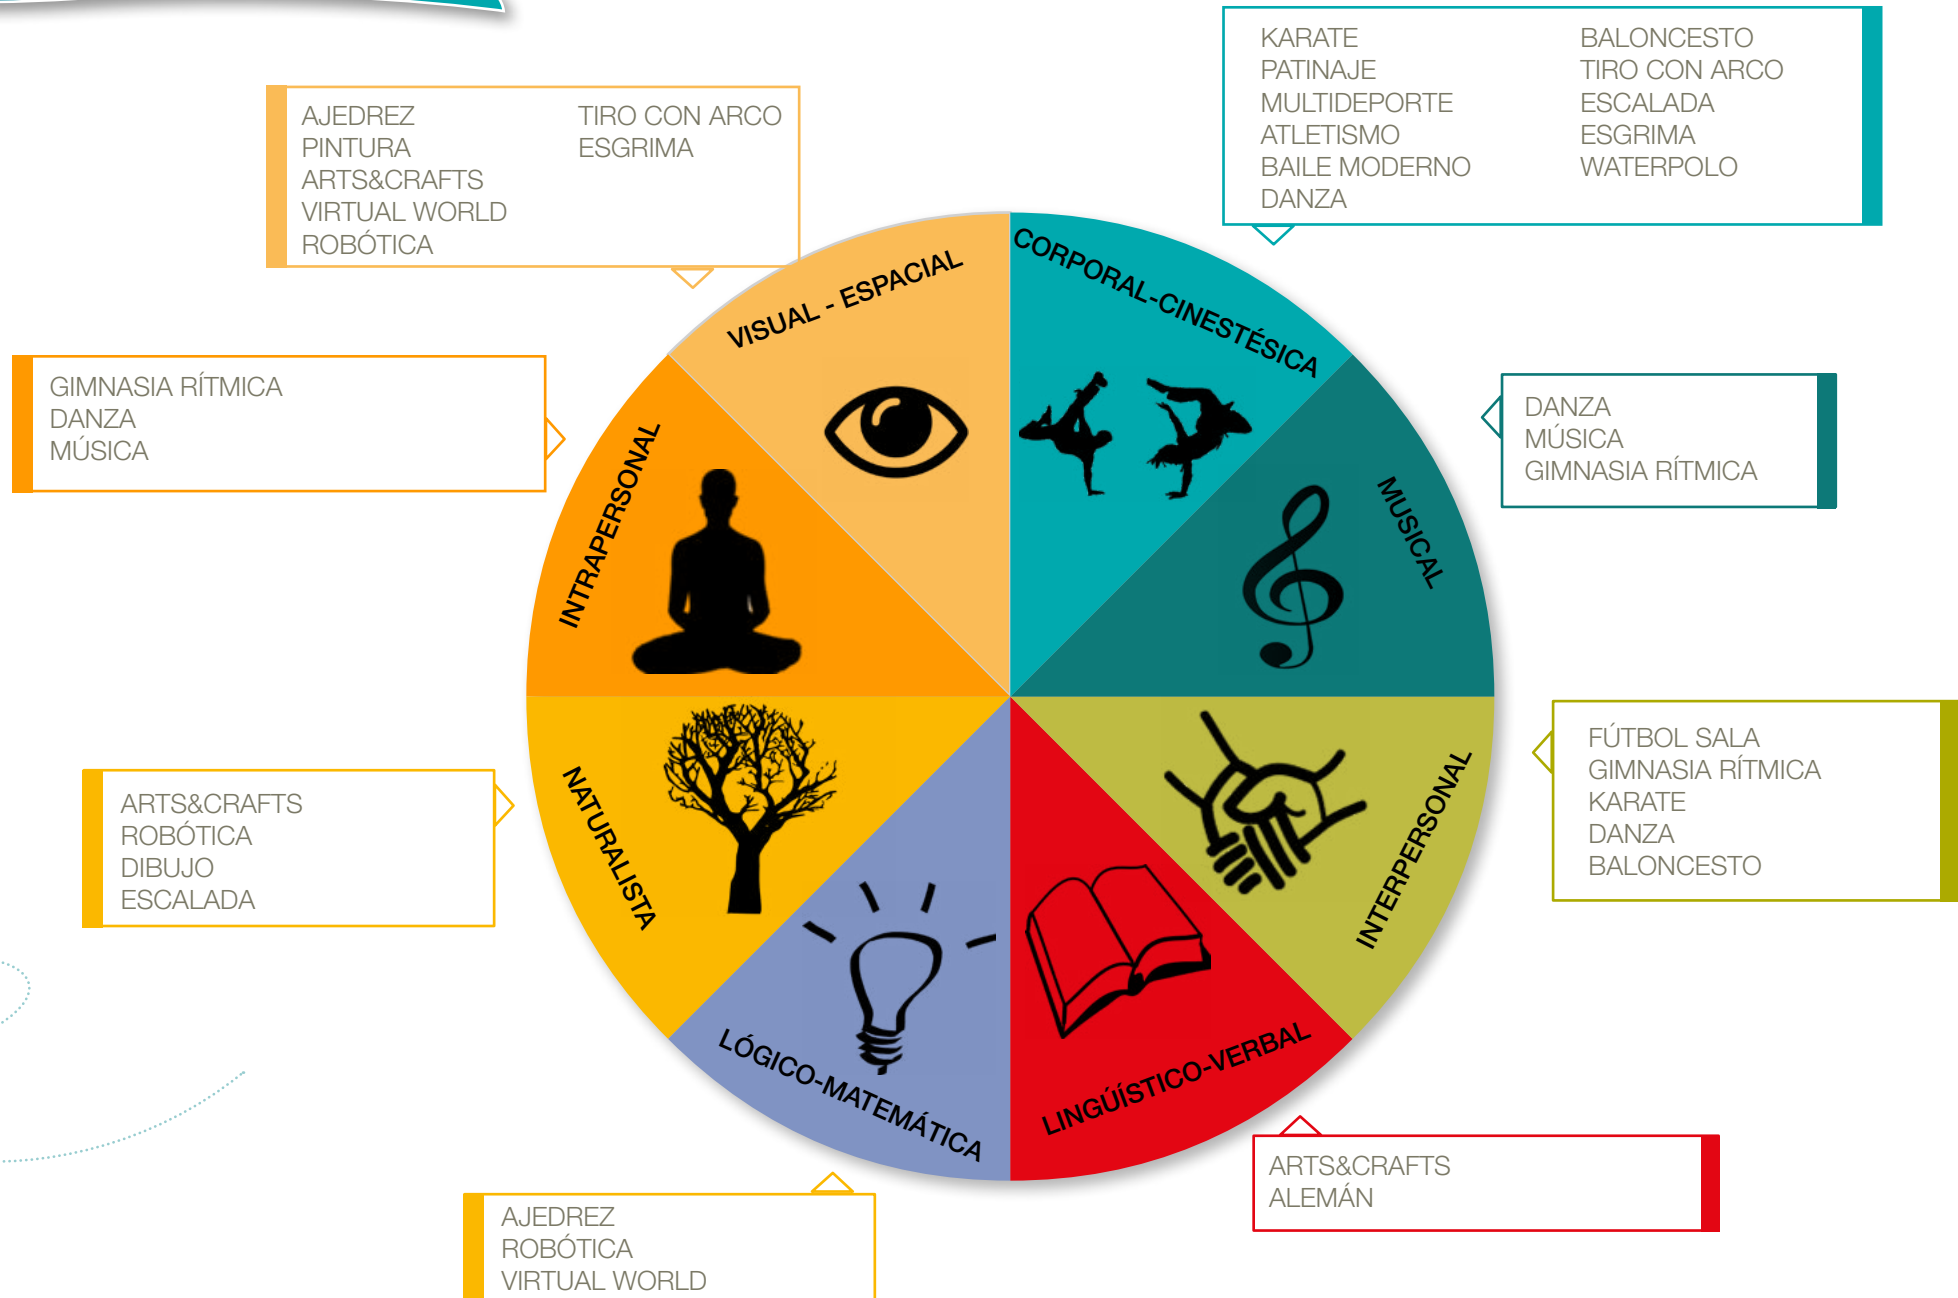 KARATE
PATINAJE
MULTIDEPORTE
ATLETISMO
BAILE MODERNO
DANZA
BALONCESTO
TIRO CON ARCO
ESCALADA
ESGRIMA
WATERPOLO
AJEDREZ
PINTURA
ARTS&CRAFTS
VIRTUAL WORLD
ROBÓTICA
TIRO CON ARCO
ESGRIMA
VISUAL - ESPACIAL
CORPORAL-CINESTÉSICA
GIMNASIA RÍTMICA
DANZA
MÚSICA
INTRAPERSONAL
MUSICAL
DANZA
MÚSICA
GIMNASIA RÍTMICA
ARTS&CRAFTS
ROBÓTICA
DIBUJO
ESCALADA
NATURALISTA
INTERPERSONAL
FÚTBOL SALA
GIMNASIA RÍTMICA
KARATE
DANZA
BALONCESTO
LÓGICO-MATEMÁTICA
LINGÚÍSTICO-VERBAL
AJEDREZ
ROBÓTICA
VIRTUAL WORLD
ARTS&CRAFTS
ALEMÁN